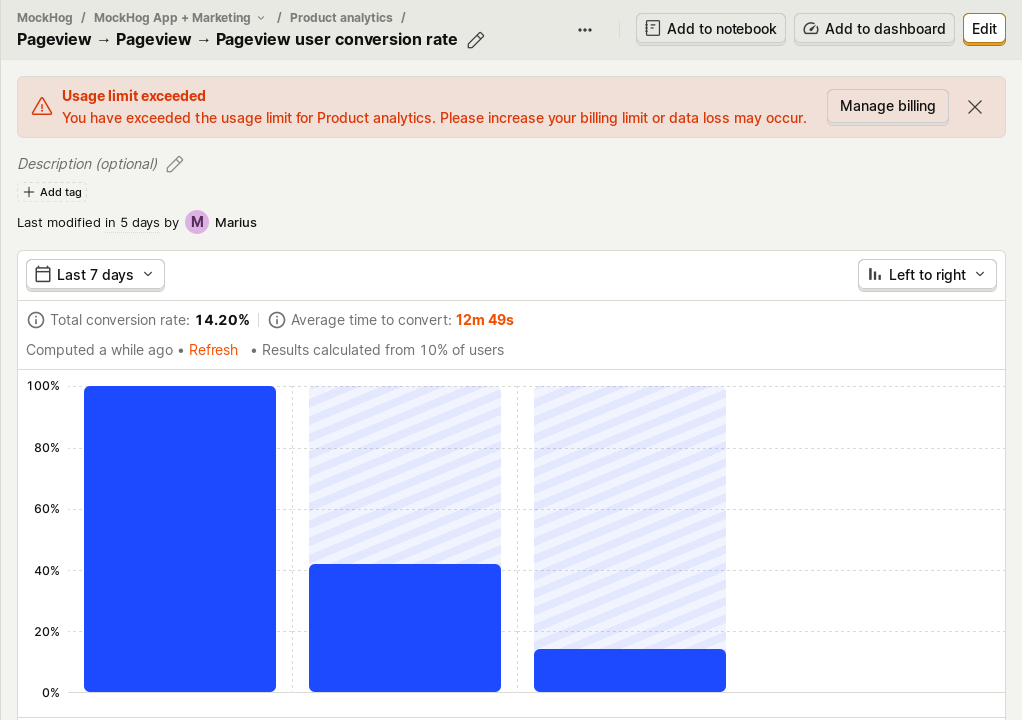 MockHog / MockHog App + Marketing / Product analytics /
Pageview → Pageview → Pageview user conversion rate
Add to notebook
Add to dashboard
Edit
Usage limit exceeded
You have exceeded the usage limit for Product analytics. Please increase your billing limit or data loss may occur.
Manage billing
Description (optional)
Add tag
Last modified in 5 days by M Marius
Last 7 days
Left to right
Total conversion rate: 14.20%
Average time to convert: 12m 49s
Computed a while ago • Refresh • Results calculated from 10% of users
100%
80%
60%
40%
20%
0%